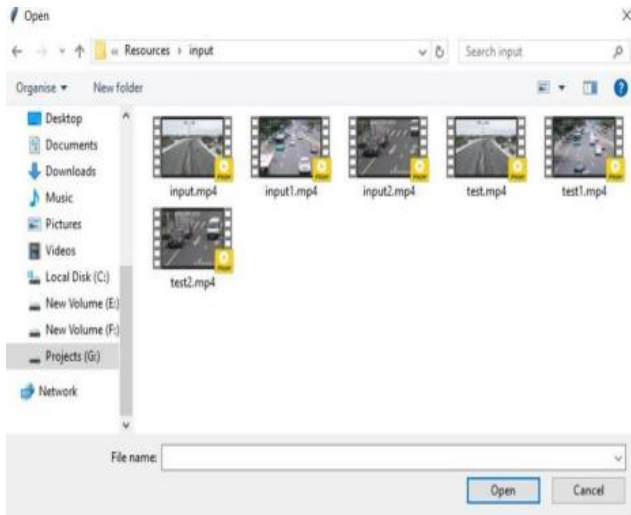 Open
Resources › input
Search input
Organise
New folder
Desktop
Documents
Downloads
Music
Pictures
Videos
Local Disk (C:)
New Volume (E:)
New Volume (F:)
Projects (G:)
Network
input.mp4
input1.mp4
input2.mp4
test.mp4
test1.mp4
test2.mp4
File name:
Open
Cancel